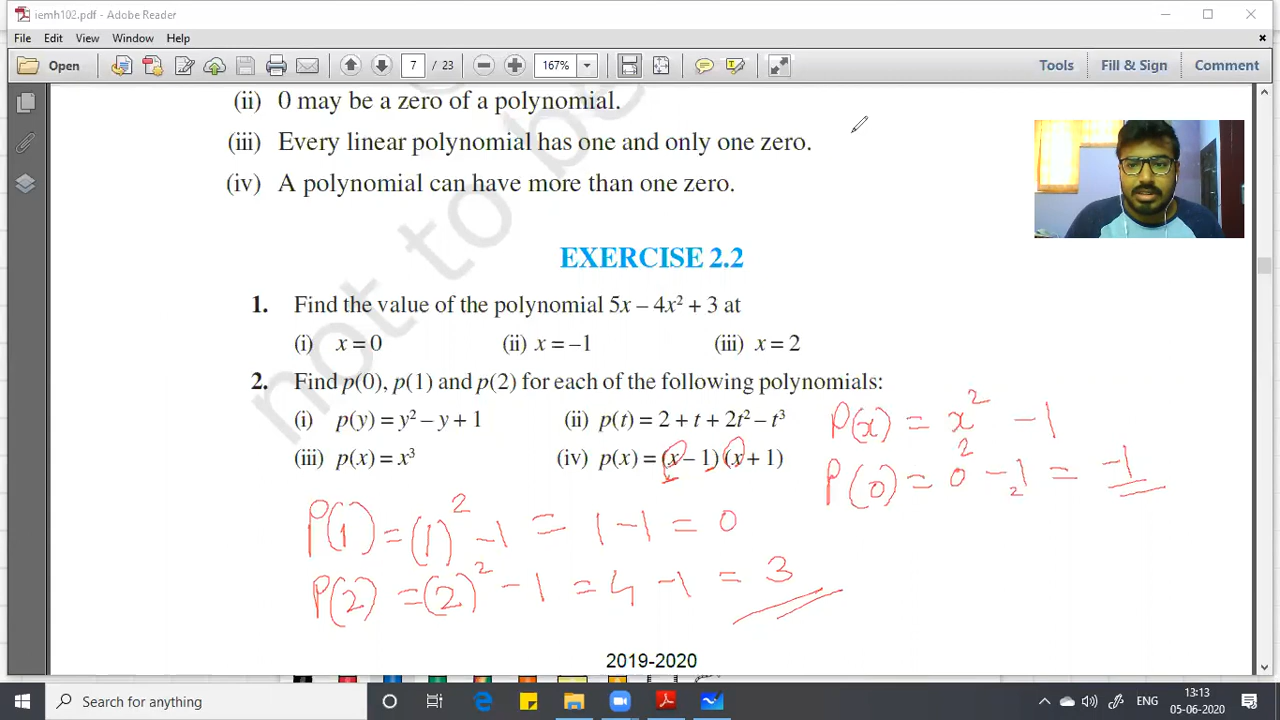 iemh102.pdf - Adobe Reader
File Edit View Window Help
Open 7 / 23 167% Tools Fill & Sign Comment
(ii) 0 may be a zero of a polynomial.
(iii) Every linear polynomial has one and only one zero.
(iv) A polynomial can have more than one zero.
not to be
EXERCISE 2.2
1. Find the value of the polynomial 5x – 4x² + 3 at
(i) x = 0 (ii) x = –1 (iii) x = 2
2. Find p(0), p(1) and p(2) for each of the following polynomials:
(i) p(y) = y² – y + 1 (ii) p(t) = 2 + t + 2t² – t³
(iii) p(x) = x³ (iv) p(x) = (x – 1) (x + 1)
P(x) = x² - 1
P(0) = 0² - 1 = -1
2
P(1) = (1)² - 1 = 1 - 1 = 0
P(2) = (2)² - 1 = 4 - 1 = 3
2019-2020
Search for anything
ENG
13:13
05-06-2020